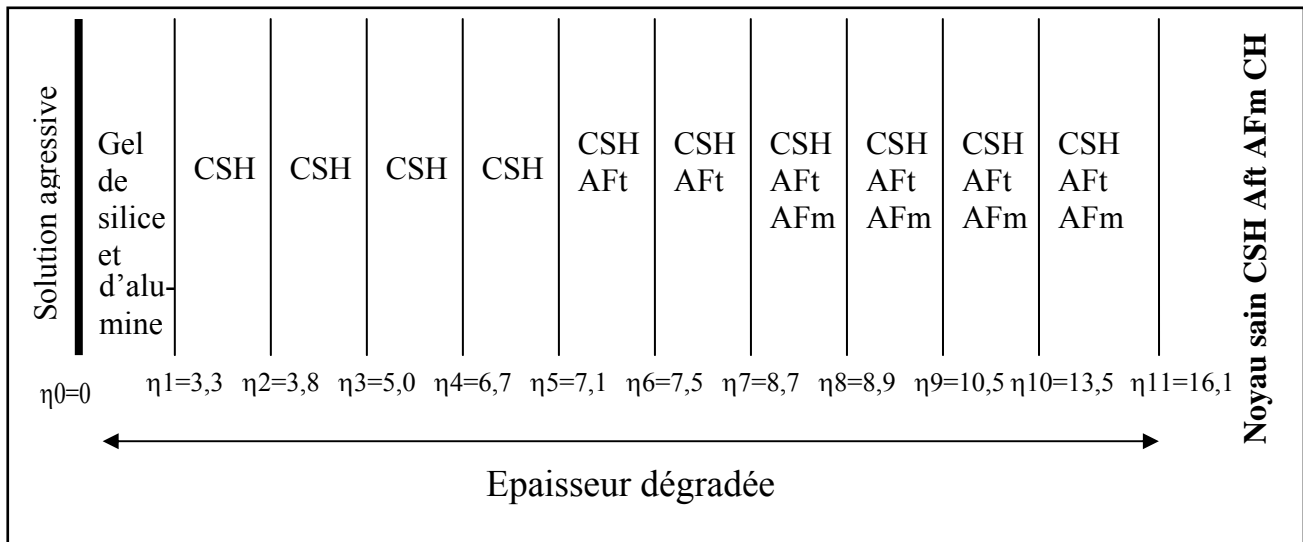 Solution agressive
Gel
de
silice
et
d’alu-
mine
CSH
CSH
CSH
CSH
CSH
AFt
CSH
AFt
CSH
AFt
AFm
CSH
AFt
AFm
CSH
AFt
AFm
CSH
AFt
AFm
Noyau sain CSH Aft AFm CH
η0=0
η1=3,3
η2=3,8
η3=5,0
η4=6,7
η5=7,1
η6=7,5
η7=8,7
η8=8,9
η9=10,5
η10=13,5
η11=16,1
Epaisseur dégradée